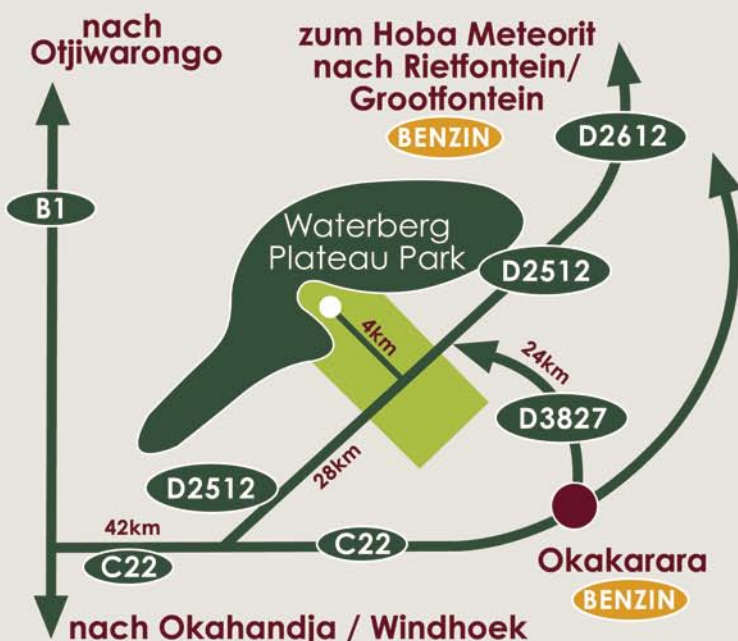 nach
Otjiwarongo
zum Hoba Meteorit
nach Rietfontein/
Grootfontein
BENZIN
D2612
B1
Waterberg
Plateau Park
D2512
4km
24km
D3827
28km
D2512
42km
C22
C22
Okakarara
BENZIN
nach Okahandja / Windhoek